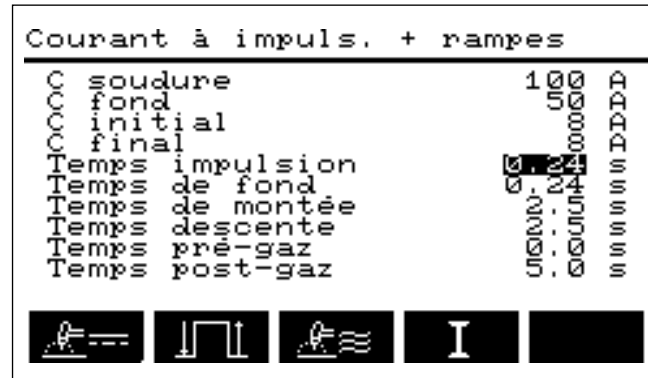 Courant à impuls. + rampes
C soudure 100 A
C fond 50 A
C initial 8 A
C final 8 A
Temps impulsion 0.24 s
Temps de fond 0.24 s
Temps de montée 2.5 s
Temps descente 2.5 s
Temps pré-gaz 0.0 s
Temps post-gaz 5.0 s